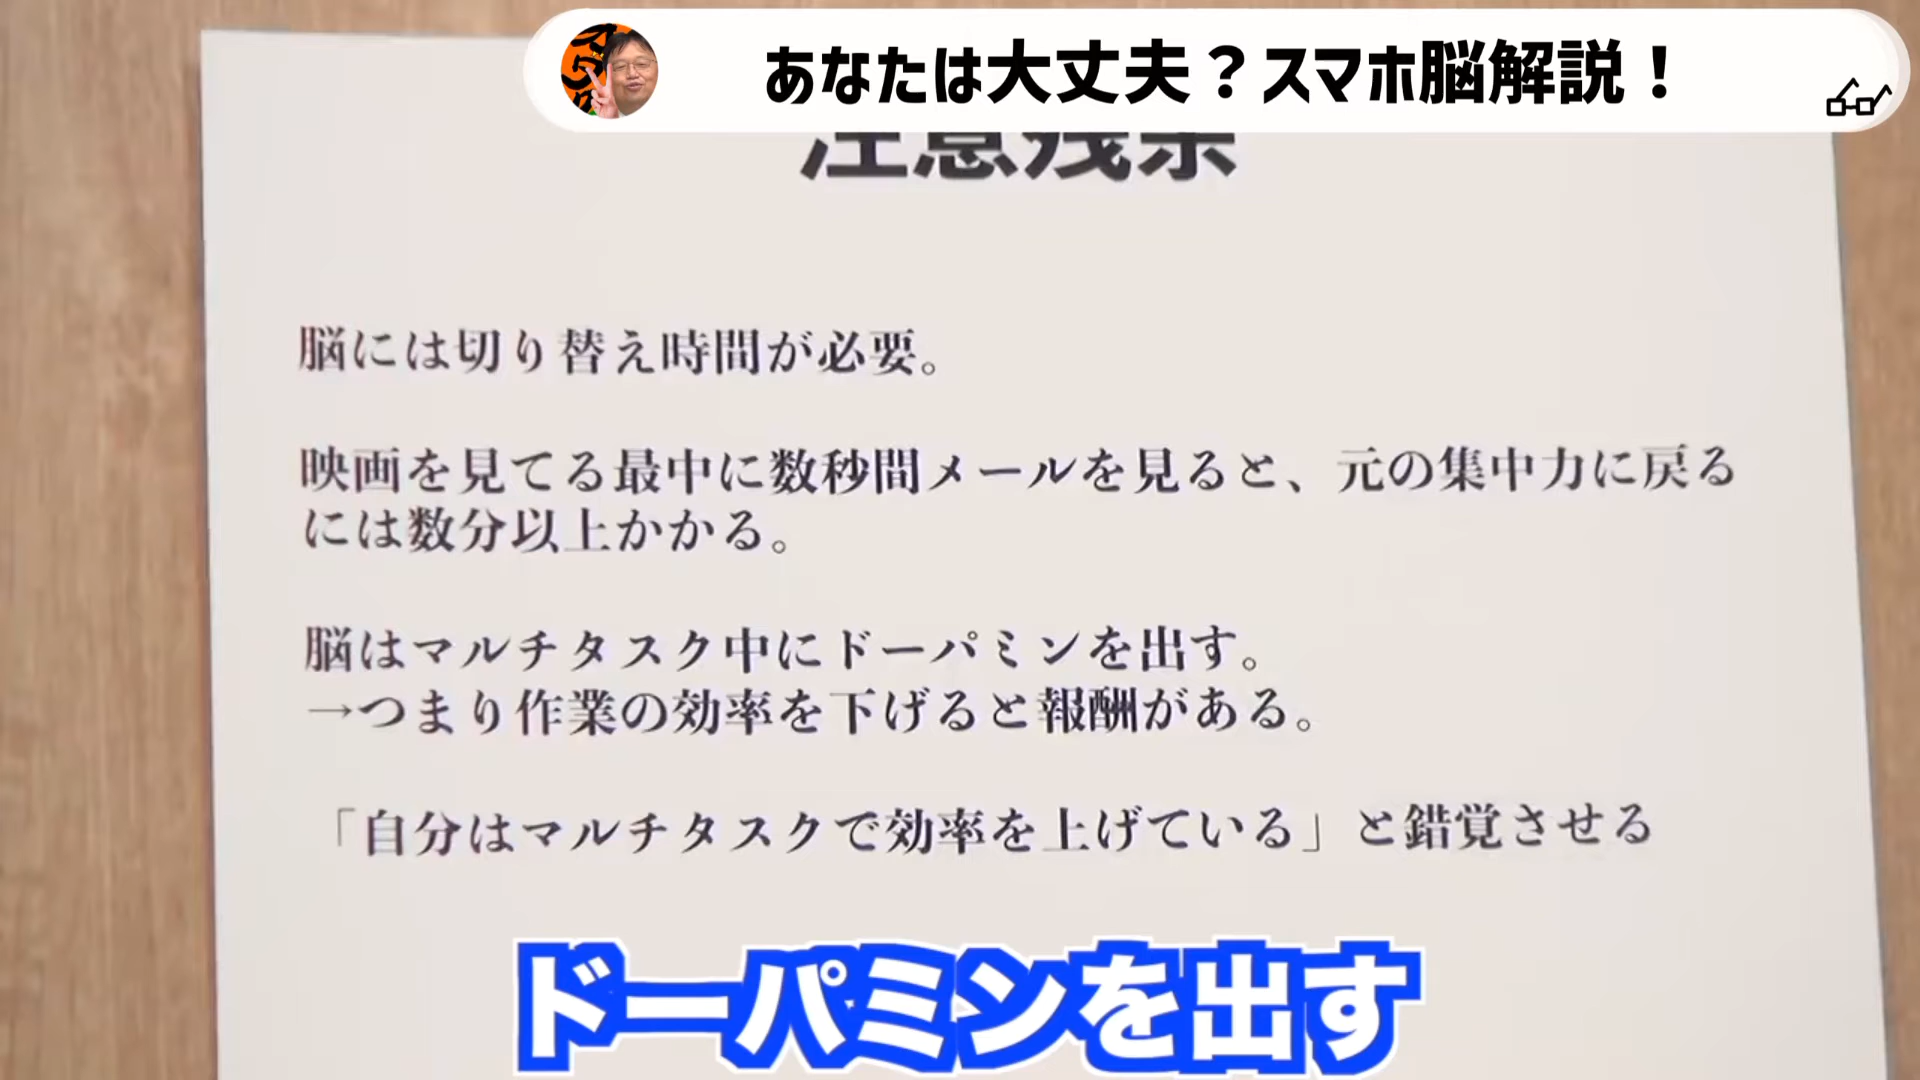 あなたは大丈夫？スマホ脳解説！
注意残余
脳には切り替え時間が必要。
映画を見てる最中に数秒間メールを見ると、元の集中力に戻る
には数分以上かかる。
脳はマルチタスク中にドーパミンを出す。
→つまり作業の効率を下げると報酬がある。
「自分はマルチタスクで効率を上げている」と錯覚させる
ドーパミンを出す